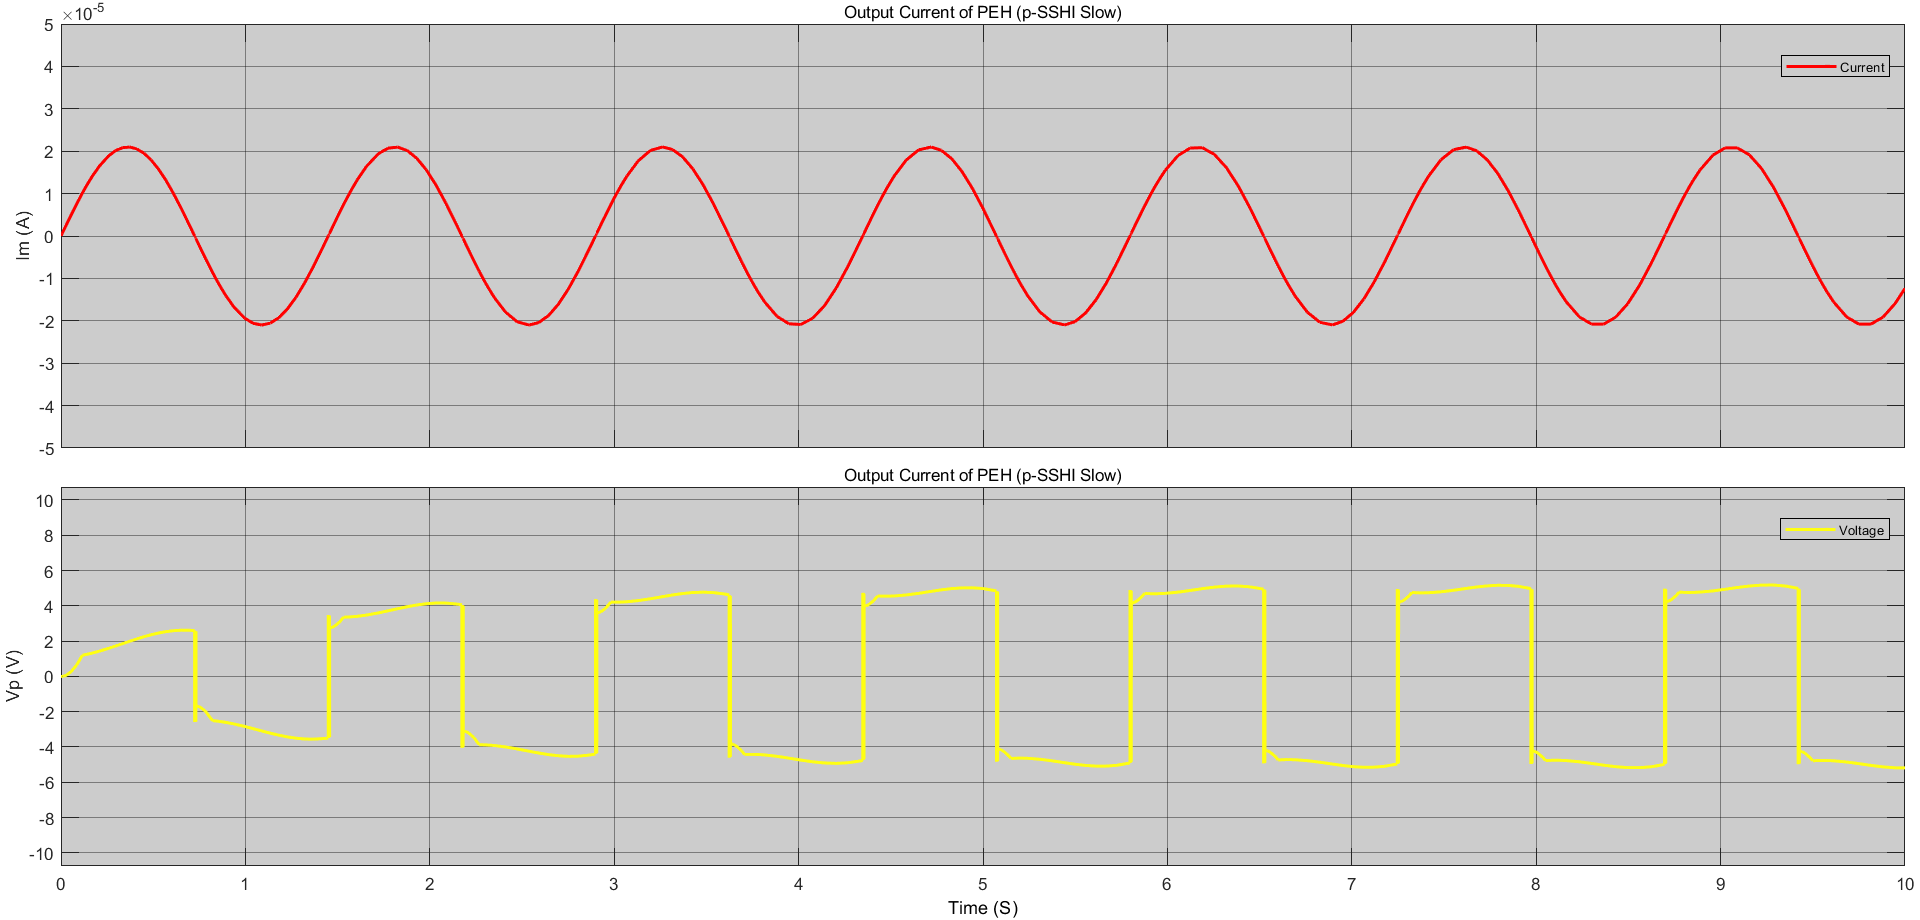 ×10-5
Output Current of PEH (p-SSHI Slow)
5
4
3
2
1
0
-1
-2
-3
-4
-5
Im (A)
Current
Output Current of PEH (p-SSHI Slow)
10
8
6
4
2
0
-2
-4
-6
-8
-10
Vp (V)
Voltage
0 1 2 3 4 5 6 7 8 9 10
Time (S)